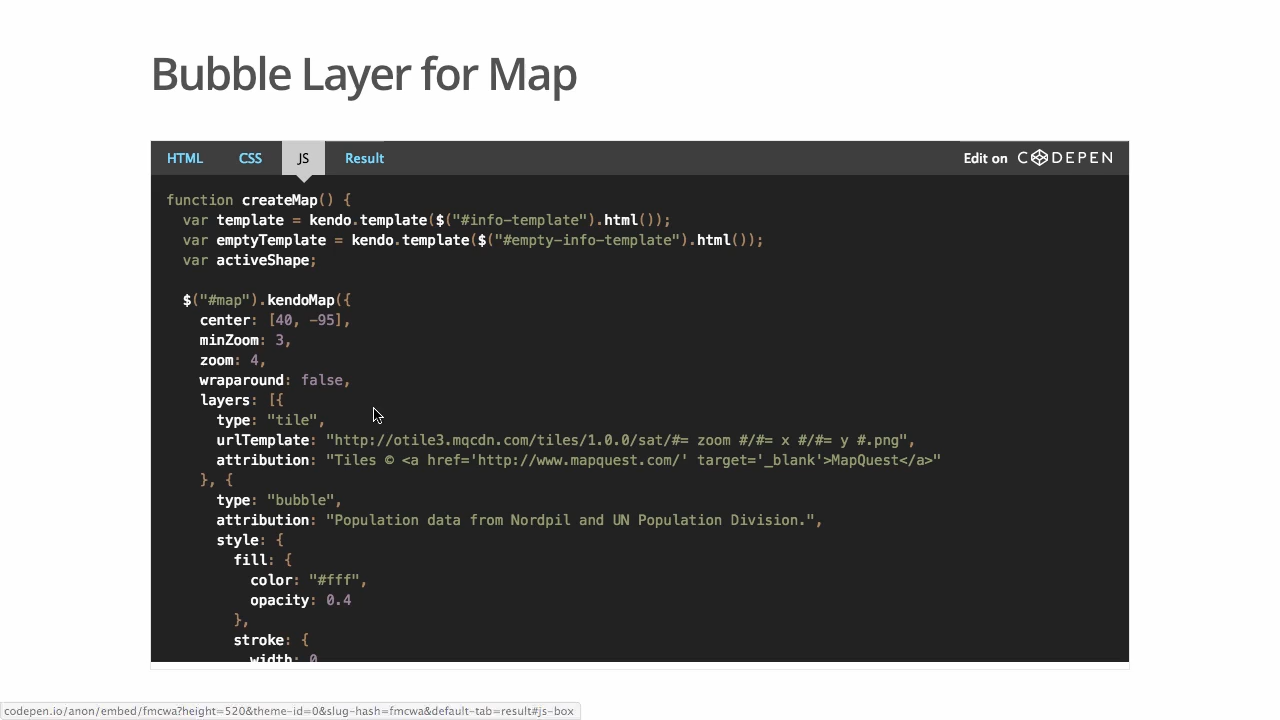 Bubble Layer for Map
HTML CSS JS Result Edit on CODEPEN
function createMap() {
  var template = kendo.template($("#info-template").html());
  var emptyTemplate = kendo.template($("#empty-info-template").html());
  var activeShape;
  $("#map").kendoMap({
    center: [40, -95],
    minZoom: 3,
    zoom: 4,
    wraparound: false,
    layers: [{
      type: "tile",
      urlTemplate: "http://otile3.mqcdn.com/tiles/1.0.0/sat/#= zoom #/#= x #/#= y #.png",
      attribution: "Tiles © <a href='http://www.mapquest.com/' target='_blank'>MapQuest</a>"
    }, {
      type: "bubble",
      attribution: "Population data from Nordpil and UN Population Division.",
      style: {
        fill: {
          color: "#fff",
          opacity: 0.4
        },
        stroke: {
          width: 0
codepen.io/anon/embed/fmcwa?height=520&theme-id=0&slug-hash=fmcwa&default-tab=result#js-box